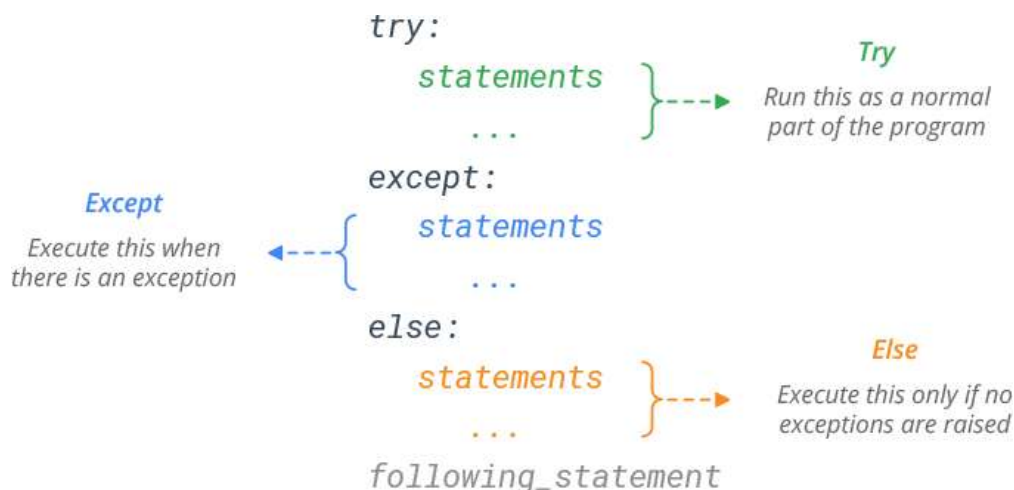 try:
statements
...
Try
Run this as a normal
part of the program
except:
statements
...
Except
Execute this when
there is an exception
else:
statements
...
Else
Execute this only if no
exceptions are raised
following_statement